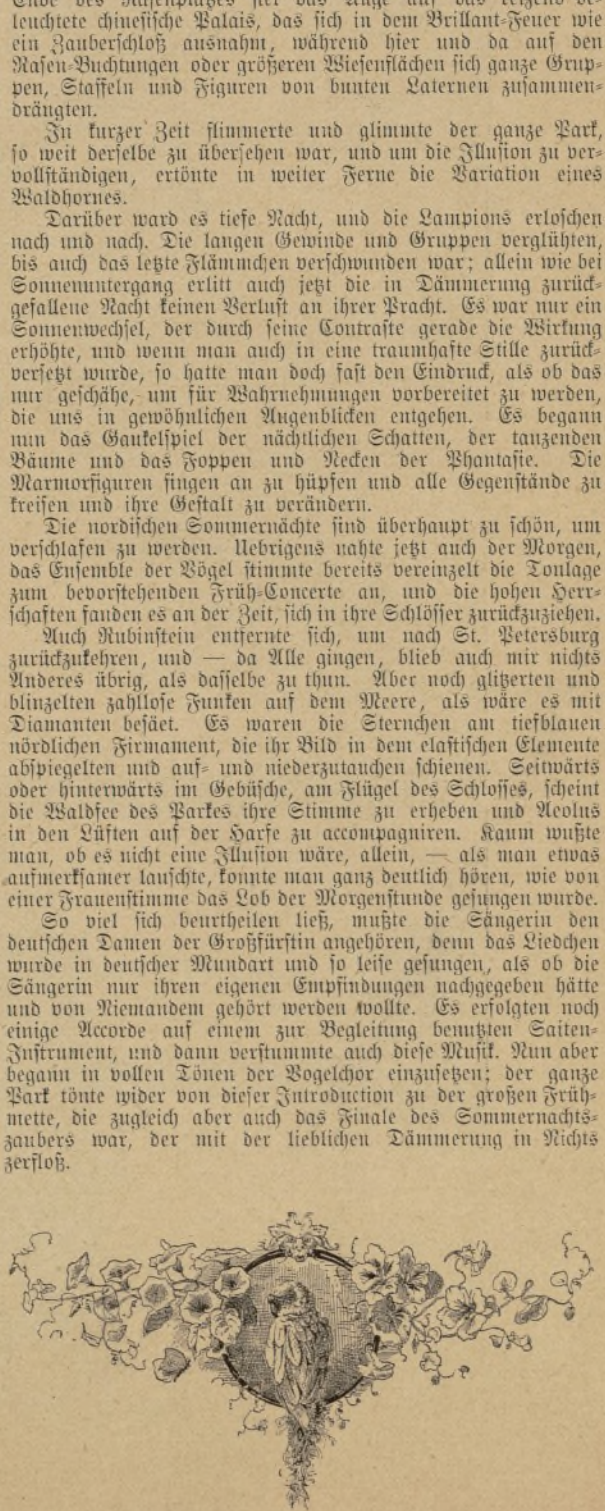 Ende des Rasenplatzes fiel das Auge auf das reizend be-
leuchtete chinesische Palais, das sich in dem Brillant-Feuer wie
ein Zauberschloß ausnahm, während hier und da auf den
Rasen-Buchtungen oder größeren Wiesenflächen sich ganze Grup-
pen, Staffeln und Figuren von bunten Laternen zusammen-
drängten.
In kurzer Zeit flimmerte und glimmte der ganze Park,
so weit derselbe zu übersehen war, und um die Illusion zu ver-
vollständigen, ertönte in weiter Ferne die Variation eines
Waldhornes.
Darüber ward es tiefe Nacht, und die Lampions erloschen
nach und nach. Die langen Gewinde und Gruppen verglühten,
bis auch das letzte Flämmchen verschwunden war; allein wie bei
Sonnenuntergang erlitt auch jetzt die in Dämmerung zurück-
gefallene Nacht keinen Verlust an ihrer Pracht. Es war nur ein
Sonnenwechsel, der durch seine Contraste gerade die Wirkung
erhöhte, und wenn man auch in eine traumhafte Stille zurück-
versetzt wurde, so hatte man doch fast den Eindruck, als ob das
nur geschähe, um für Wahrnehmungen vorbereitet zu werden,
die uns in gewöhnlichen Augenblicken entgehen. Es begann
nun das Gaukelspiel der nächtlichen Schatten, der tanzenden
Bäume und das Foppen und Necken der Phantasie. Die
Marmorfiguren fingen an zu hüpfen und alle Gegenstände zu
kreisen und ihre Gestalt zu verändern.
Die nordischen Sommernächte sind überhaupt zu schön, um
verschlafen zu werden. Uebrigens nahte jetzt auch der Morgen,
das Ensemble der Vögel stimmte bereits vereinzelt die Tonlage
zum bevorstehenden Früh-Concerte an, und die hohen Herr-
schaften fanden es an der Zeit, sich in ihre Schlösser zurückzuziehen.
Auch Rubinstein entfernte sich, um nach St. Petersburg
zurückzukehren, und — da Alle gingen, blieb auch mir nichts
Anderes übrig, als dasselbe zu thun. Aber noch glitzerten und
blinzelten zahllose Funken auf dem Meere, als wäre es mit
Diamanten besäet. Es waren die Sternchen am tiefblauen
nördlichen Firmament, die ihr Bild in dem elastischen Elemente
abspiegelten und auf- und niederzutauchen schienen. Seitwärts
oder hinterwärts im Gebüsche, am Flügel des Schlosses, scheint
die Waldfee des Parkes ihre Stimme zu erheben und Aeolus
in den Lüften auf der Harfe zu accompagniren. Kaum wußte
man, ob es nicht eine Illusion wäre, allein, — als man etwas
aufmerksamer lauschte, konnte man ganz deutlich hören, wie von
einer Frauenstimme das Lob der Morgenstunde gesungen wurde.
So viel sich beurtheilen ließ, mußte die Sängerin den
deutschen Damen der Großfürstin angehören, denn das Liedchen
wurde in deutscher Mundart und so leise gesungen, als ob die
Sängerin nur ihren eigenen Empfindungen nachgegeben hätte
und von Niemandem gehört werden wollte. Es erfolgten noch
einige Accorde auf einem zur Begleitung benutzten Saiten-
Instrument, und dann verstummte auch diese Musik. Nun aber
begann in vollen Tönen der Vogelchor einzusetzen; der ganze
Park tönte wider von dieser Introduction zu der großen Früh-
mette, die zugleich aber auch das Finale des Sommernachts-
zaubers war, der mit der lieblichen Dämmerung in Nichts
zerfloß.